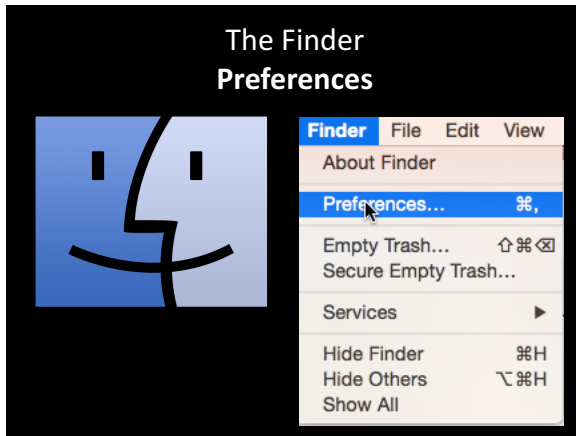 The Finder
Preferences
Finder File Edit View
About Finder
Preferences... ⌘,
Empty Trash... ⇧⌘⌫
Secure Empty Trash...
Services ▶
Hide Finder ⌘H
Hide Others ⌥⌘H
Show All